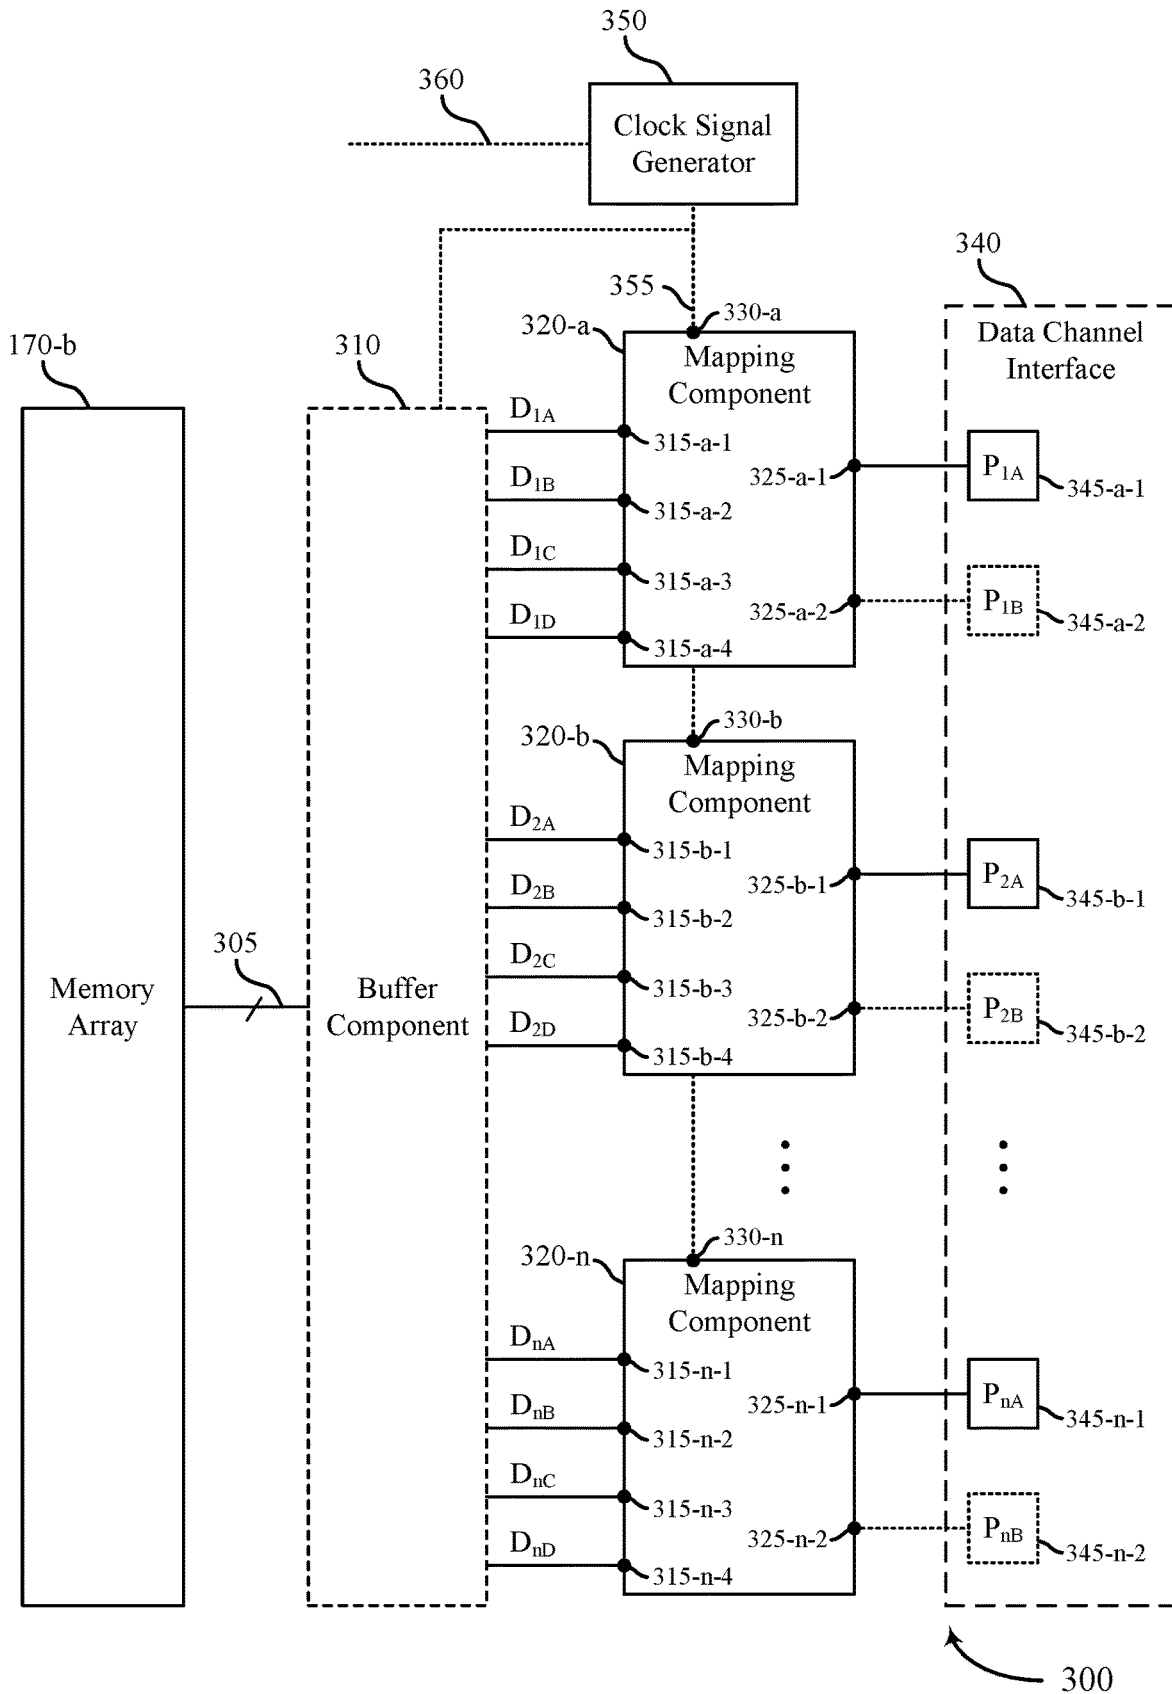 350
360
Clock Signal
Generator
340
355
330-a
320-a
170-b
310
Mapping
Component
Data Channel
Interface
D1A
315-a-1
325-a-1
P1A
345-a-1
D1B
315-a-2
D1C
315-a-3
325-a-2
P1B
345-a-2
D1D
315-a-4
330-b
320-b
Mapping
Component
D2A
315-b-1
325-b-1
P2A
345-b-1
D2B
315-b-2
305
D2C
315-b-3
325-b-2
P2B
345-b-2
Memory
Array
Buffer
Component
D2D
315-b-4
330-n
320-n
Mapping
Component
DnA
315-n-1
325-n-1
PnA
345-n-1
DnB
315-n-2
DnC
315-n-3
325-n-2
PnB
345-n-2
DnD
315-n-4
300